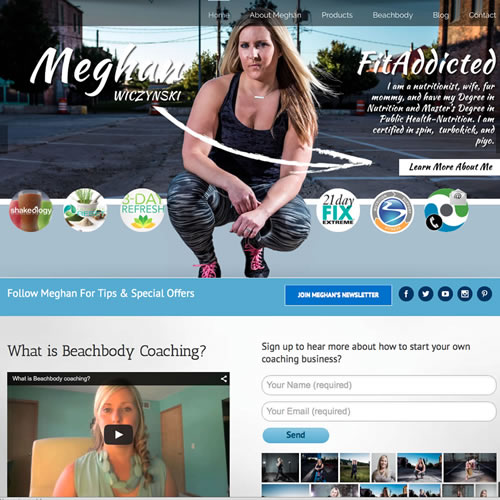 Home About Meghan Products Beachbody Blog Contact
Meghan
WICZYNSKI
FitAddicted
I am a nutritionist, wife, fur
mommy, and have my Degree in
Nutrition and Master's Degree in
Public Health-Nutrition. I am
certified in spin, turbokick, and
piyo.
Learn More About Me
shakeology
3-DAY
REFRESH
21day
FIX
EXTREME
Follow Meghan For Tips & Special Offers
JOIN MEGHAN'S NEWSLETTER
What is Beachbody Coaching?
What is Beachbody coaching?
Sign up to hear more about how to start your own
coaching business?
Your Name (required)
Your Email (required)
Send